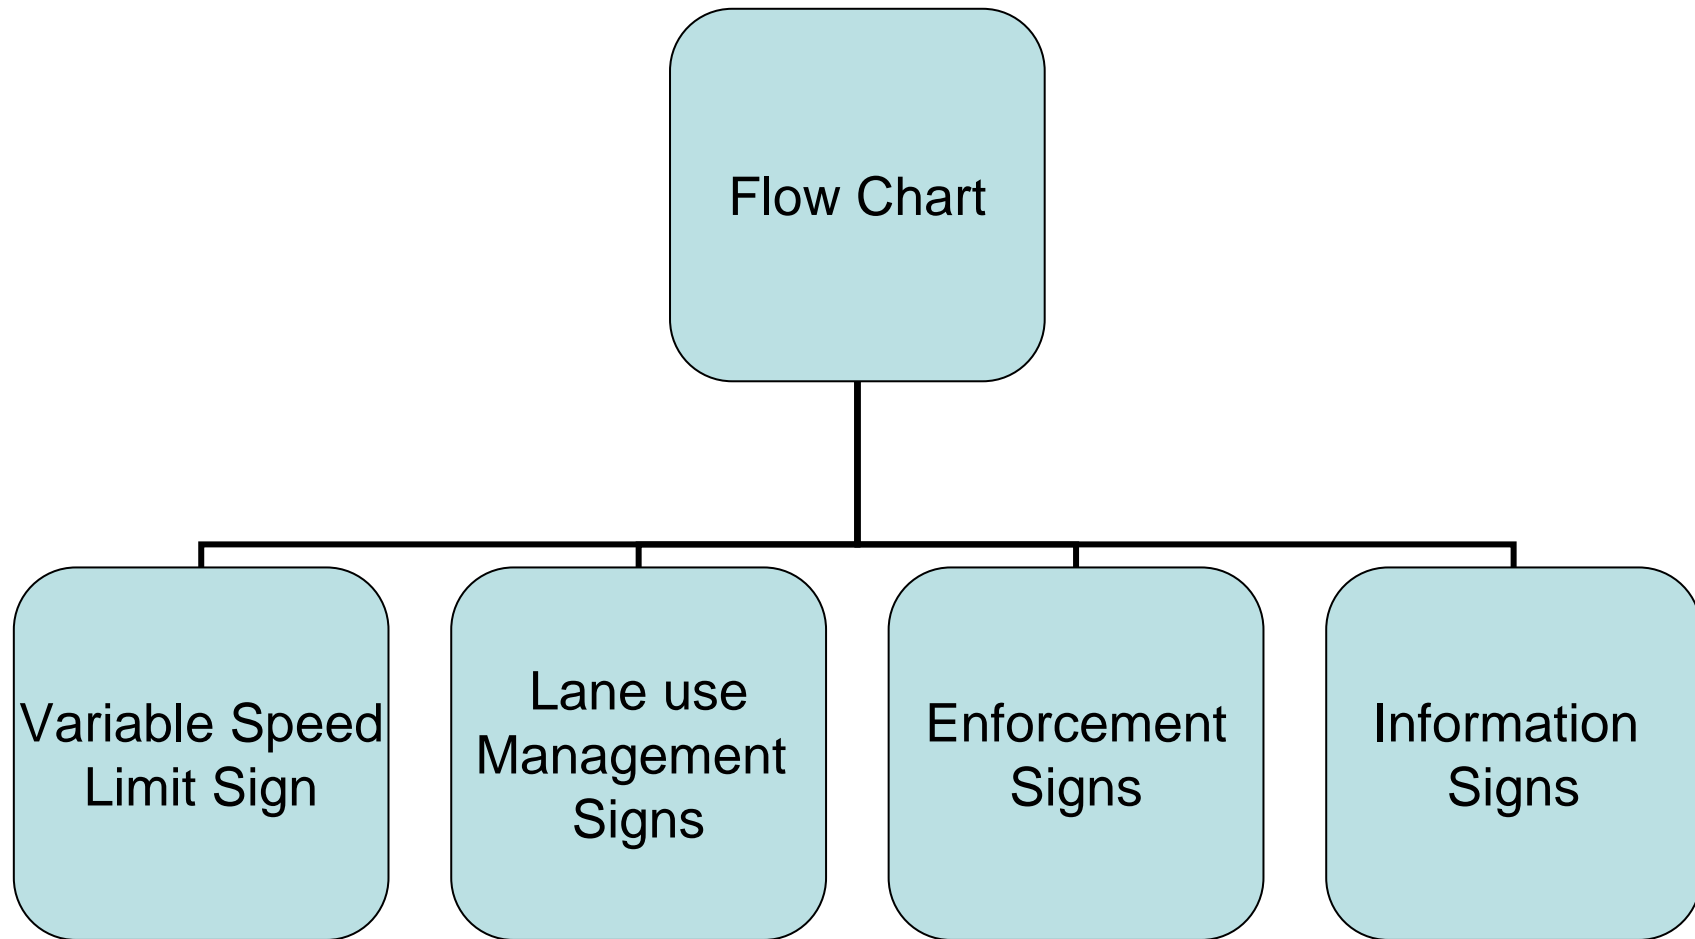 Flow Chart
Variable Speed
Limit Sign
Lane use
Management
Signs
Enforcement
Signs
Information
Signs